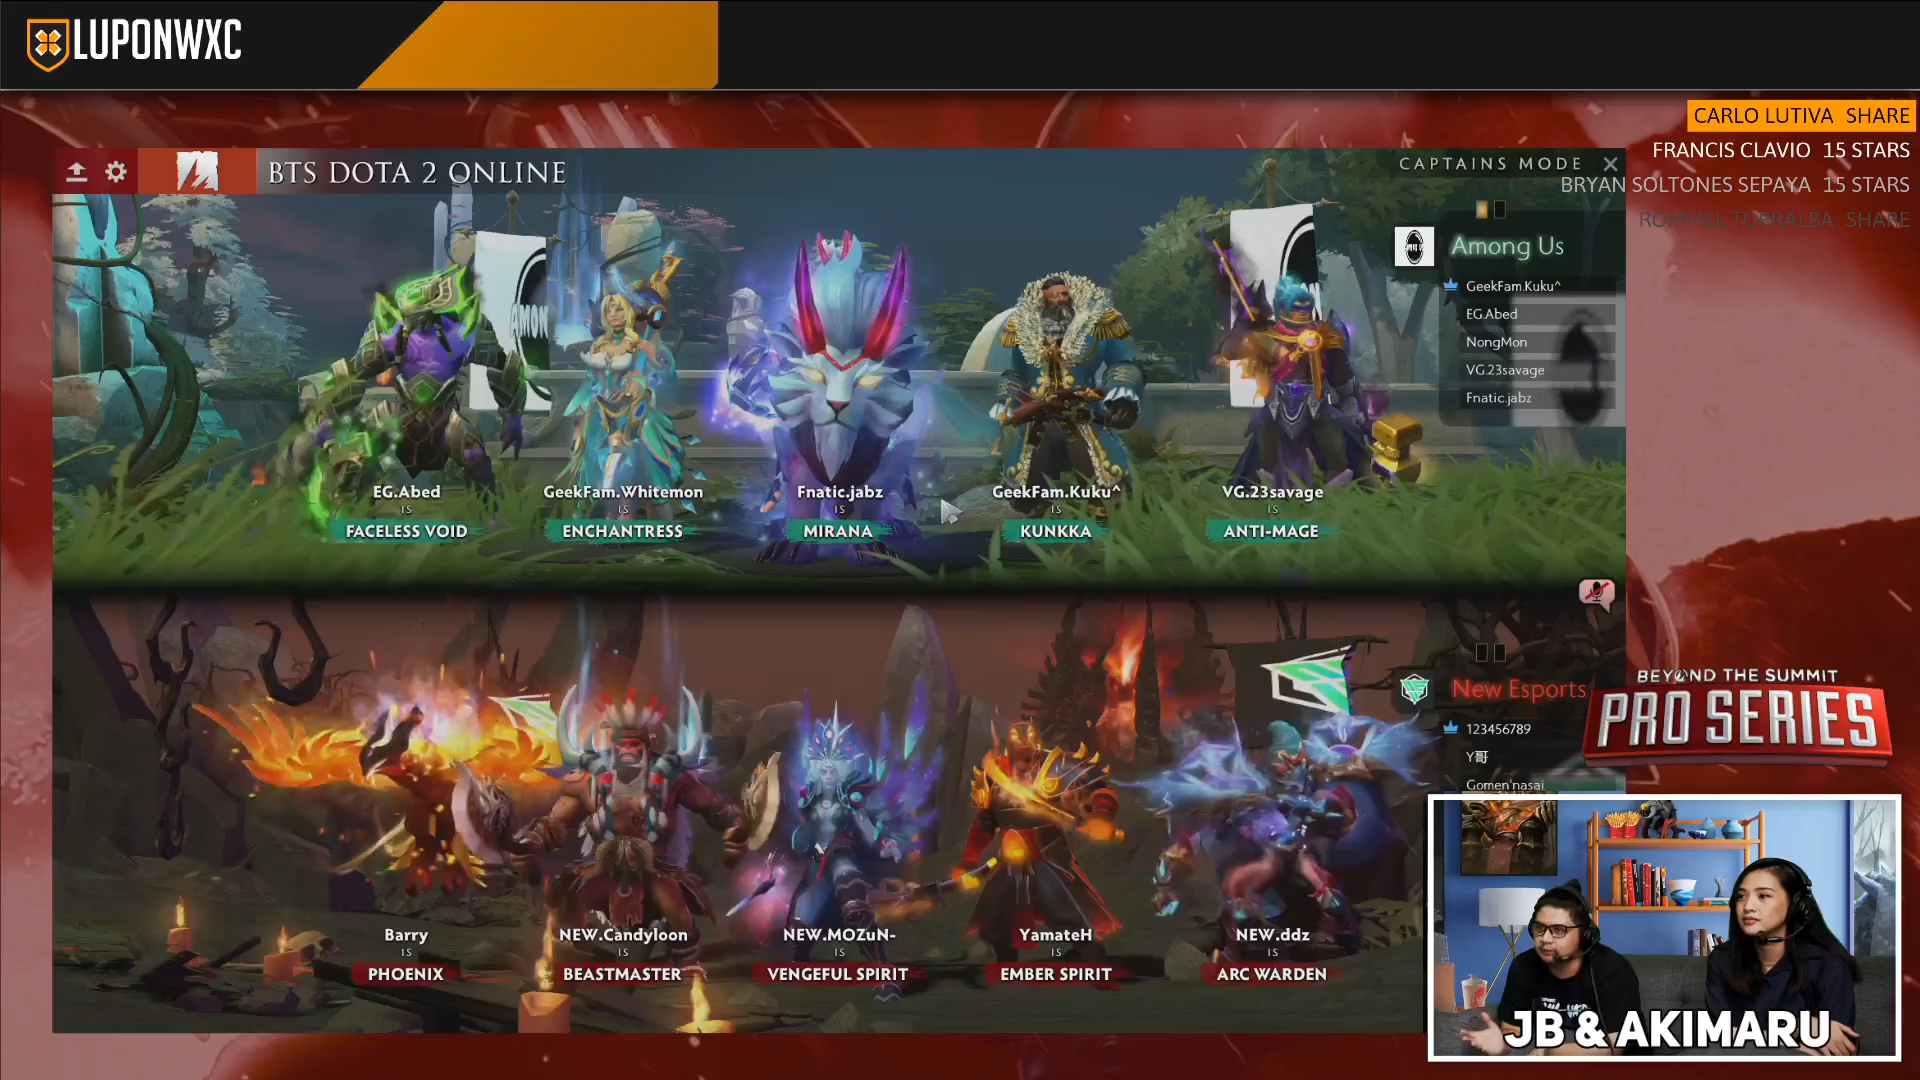 LUPONWXC
CARLO LUTIVA SHARE
FRANCIS CLAVIO 15 STARS
BRYAN SOLTONES SEPAYA 15 STARS
ROMMEL TORRALBA SHARE
BTS DOTA 2 ONLINE
CAPTAINS MODE
Among Us
GeekFam.Kuku^
EG.Abed
NongMon
VG.23savage
Fnatic.jabz
EG.Abed
IS
FACELESS VOID
GeekFam.Whitemon
IS
ENCHANTRESS
Fnatic.jabz
IS
MIRANA
GeekFam.Kuku^
IS
KUNKKA
VG.23savage
IS
ANTI-MAGE
New Esports
123456789
Y哥
Gomen'nasai
BEYOND THE SUMMIT
PRO SERIES
Barry
IS
PHOENIX
NEW.Candyloon
IS
BEASTMASTER
NEW.MOZuN-
IS
VENGEFUL SPIRIT
YamateH
IS
EMBER SPIRIT
NEW.ddz
IS
ARC WARDEN
JB & AKIMARU